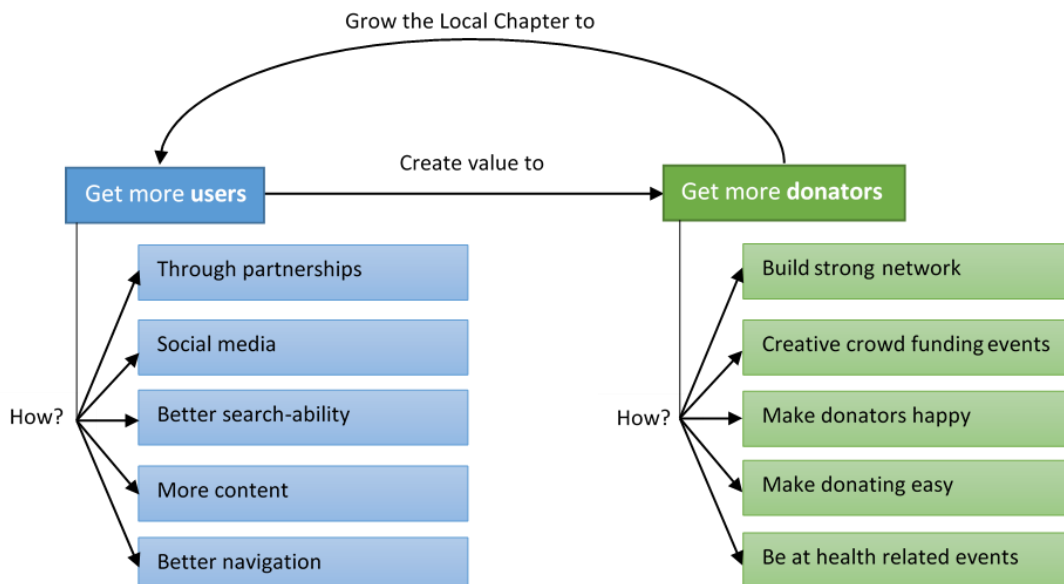 Grow the Local Chapter to
Create value to
Get more users
Get more donators
How?
Through partnerships
Social media
Better search-ability
More content
Better navigation
How?
Build strong network
Creative crowd funding events
Make donators happy
Make donating easy
Be at health related events